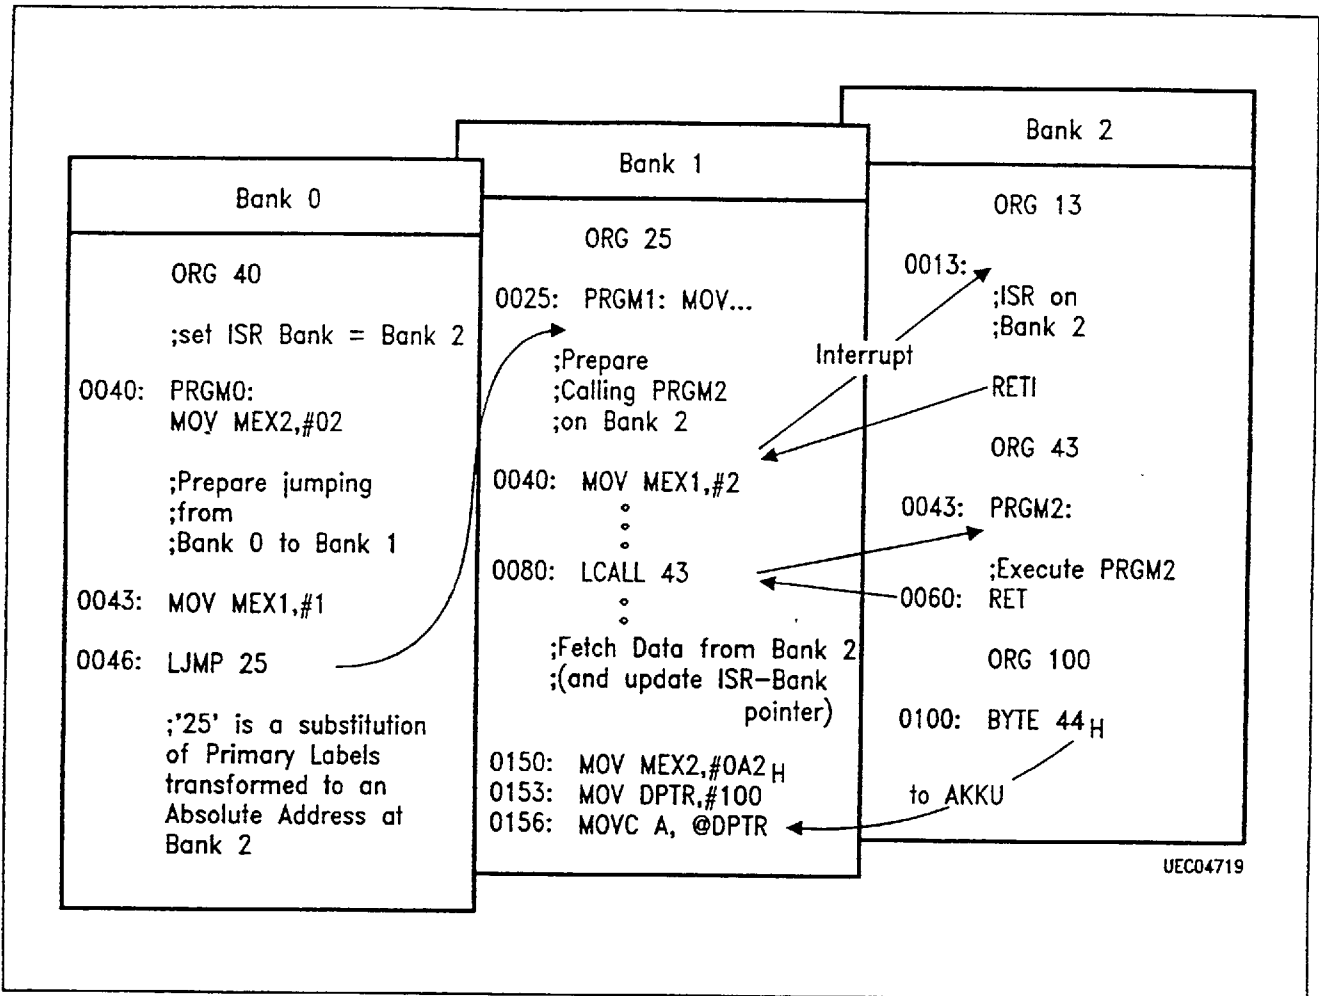 Bank 0
ORG 40
;set ISR Bank = Bank 2
0040: PRGM0:
MOV MEX2,#02
;Prepare jumping
;from
;Bank 0 to Bank 1
0043: MOV MEX1,#1
0046: LJMP 25
;'25' is a substitution
of Primary Labels
transformed to an
Absolute Address at
Bank 2
Bank 1
ORG 25
0025: PRGM1: MOV...
;Prepare
;Calling PRGM2
;on Bank 2
0040: MOV MEX1,#2
0080: LCALL 43
;Fetch Data from Bank 2
;(and update ISR-Bank
pointer)
0150: MOV MEX2,#0A2H
0153: MOV DPTR,#100
0156: MOVC A, @DPTR
Interrupt
Bank 2
ORG 13
0013:
;ISR on
;Bank 2
RETI
ORG 43
0043: PRGM2:
;Execute PRGM2
0060: RET
ORG 100
0100: BYTE 44H
to AKKU
UEC04719